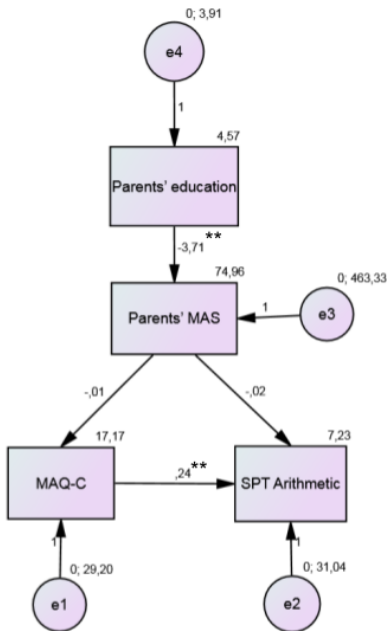 0; 3,91
e4
1
4,57
Parents' education
-3,71**
74,96
0; 463,33
Parents' MAS
1
e3
-,01
-,02
17,17
7,23
MAQ-C
,24**
SPT Arithmetic
1
1
0; 29,20
0; 31,04
e1
e2